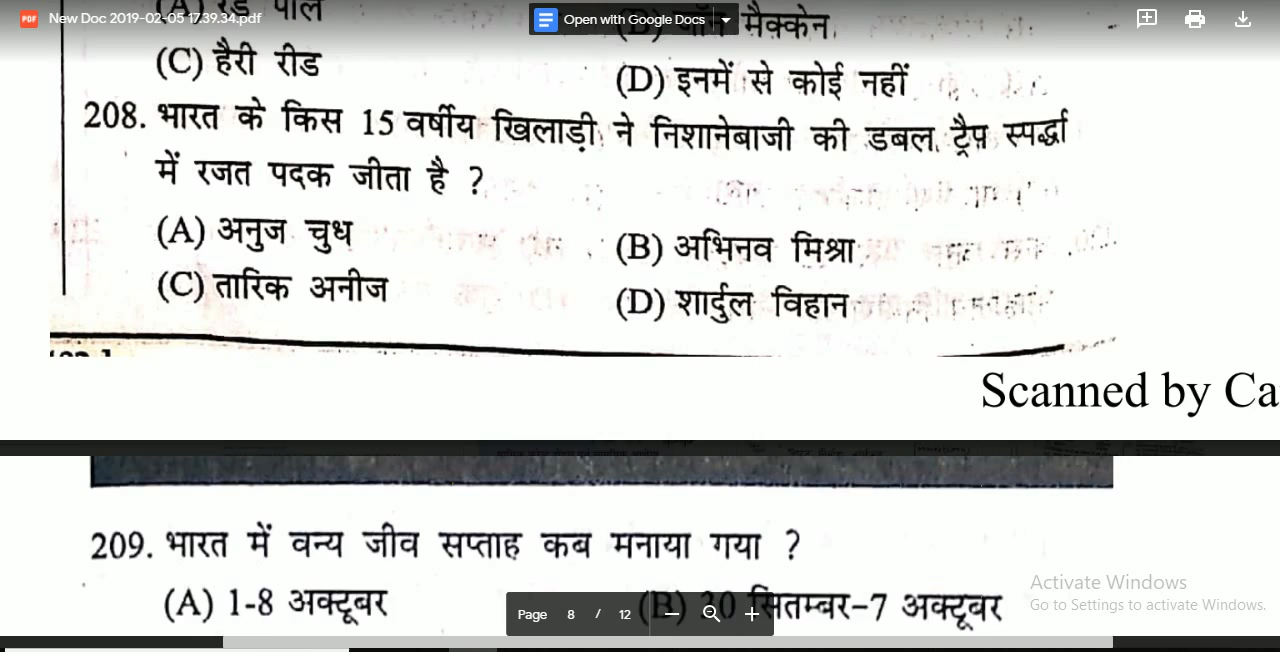 New Doc 2019-02-05 17.39.34.pdf
Open with Google Docs
(C) हैरी रीड
(D) इनमें से कोई नहीं
208. भारत के किस 15 वर्षीय खिलाड़ी ने निशानेबाजी की डबल ट्रैप स्पर्द्धा
में रजत पदक जीता है ?
(A) अनुज चुध
(B) अभिनव मिश्रा
(C) तारिक अनीज
(D) शार्दुल विहान
Scanned by Ca
209. भारत में वन्य जीव सप्ताह कब मनाया गया ?
(A) 1-8 अक्टूबर
(B) 30 सितम्बर-7 अक्टूबर
Page 8 / 12
Activate Windows
Go to Settings to activate Windows.